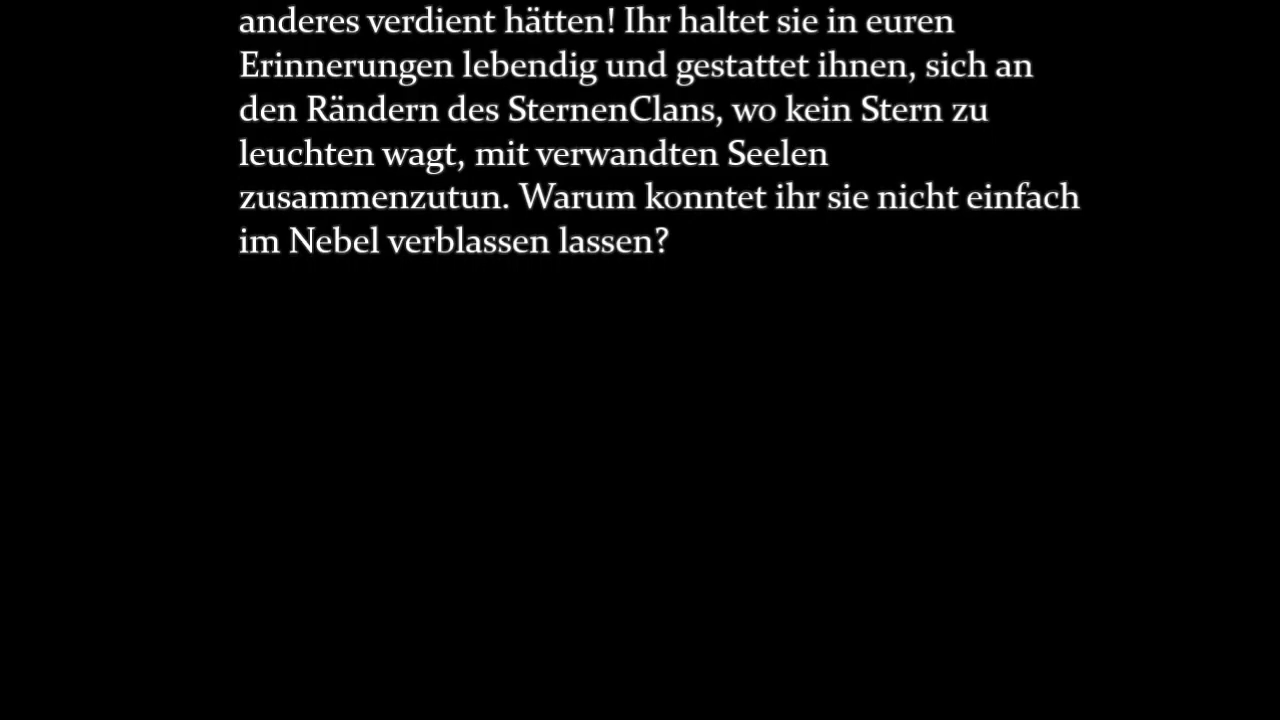 anderes verdient hätten! Ihr haltet sie in euren
Erinnerungen lebendig und gestattet ihnen, sich an
den Rändern des SternenClans, wo kein Stern zu
leuchten wagt, mit verwandten Seelen
zusammenzutun. Warum konntet ihr sie nicht einfach
im Nebel verblassen lassen?